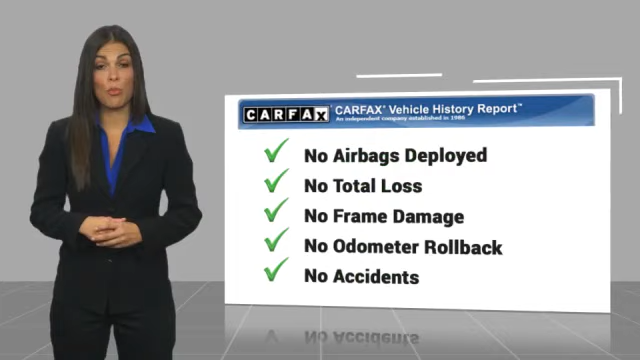 CARFAX CARFAX® Vehicle History Report™
An independent company established in 1986
No Airbags Deployed
No Total Loss
No Frame Damage
No Odometer Rollback
No Accidents